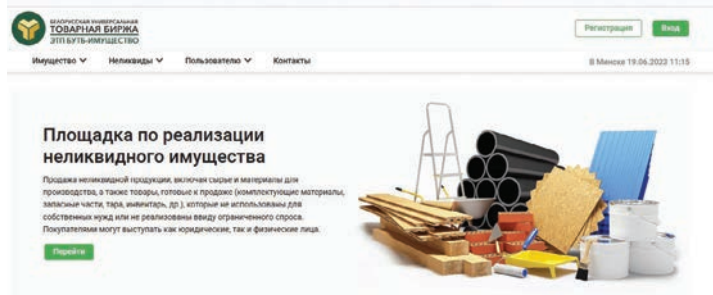 БЕЛОРУССКАЯ УНИВЕРСАЛЬНАЯ
ТОВАРНАЯ БИРЖА
ЭТП БУТБ-ИМУЩЕСТВО
Регистрация
Вход
Имущество
Неликвиды
Пользователю
Контакты
В Минске 19.06.2023 11:15
Площадка по реализации
неликвидного имущества
Продажа неликвидной продукции, включая сырье и материалы для
производства, а также товары, готовые к продаже (комплектующие материалы,
запасные части, тара, инвентарь, др.), которые не использованы для
собственных нужд или не реализованы ввиду ограниченного спроса.
Покупателями могут выступать как юридические, так и физические лица.
Перейти